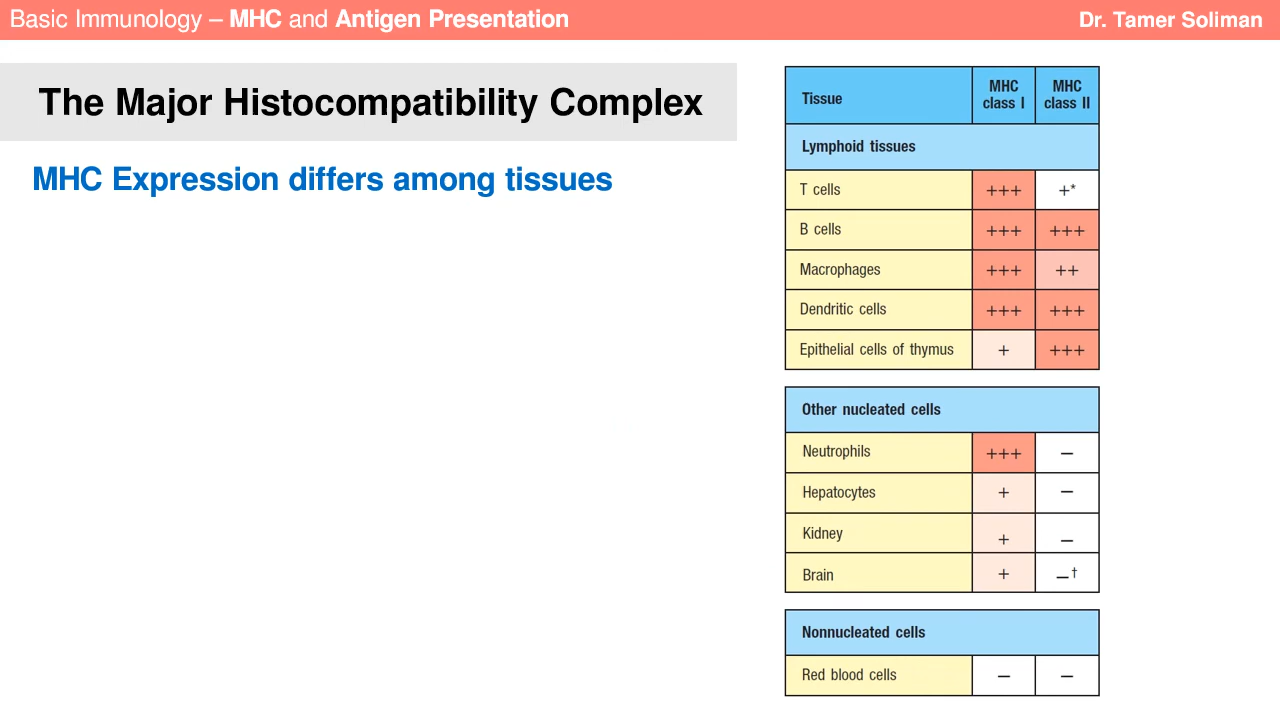 Basic Immunology – MHC and Antigen Presentation
Dr. Tamer Soliman
The Major Histocompatibility Complex
MHC Expression differs among tissues
Tissue MHC class I MHC class II
Lymphoid tissues
T cells +++ +*
B cells +++ +++
Macrophages +++ ++
Dendritic cells +++ +++
Epithelial cells of thymus + +++
Other nucleated cells
Neutrophils +++ −
Hepatocytes + −
Kidney + −
Brain + −†
Nonnucleated cells
Red blood cells − −